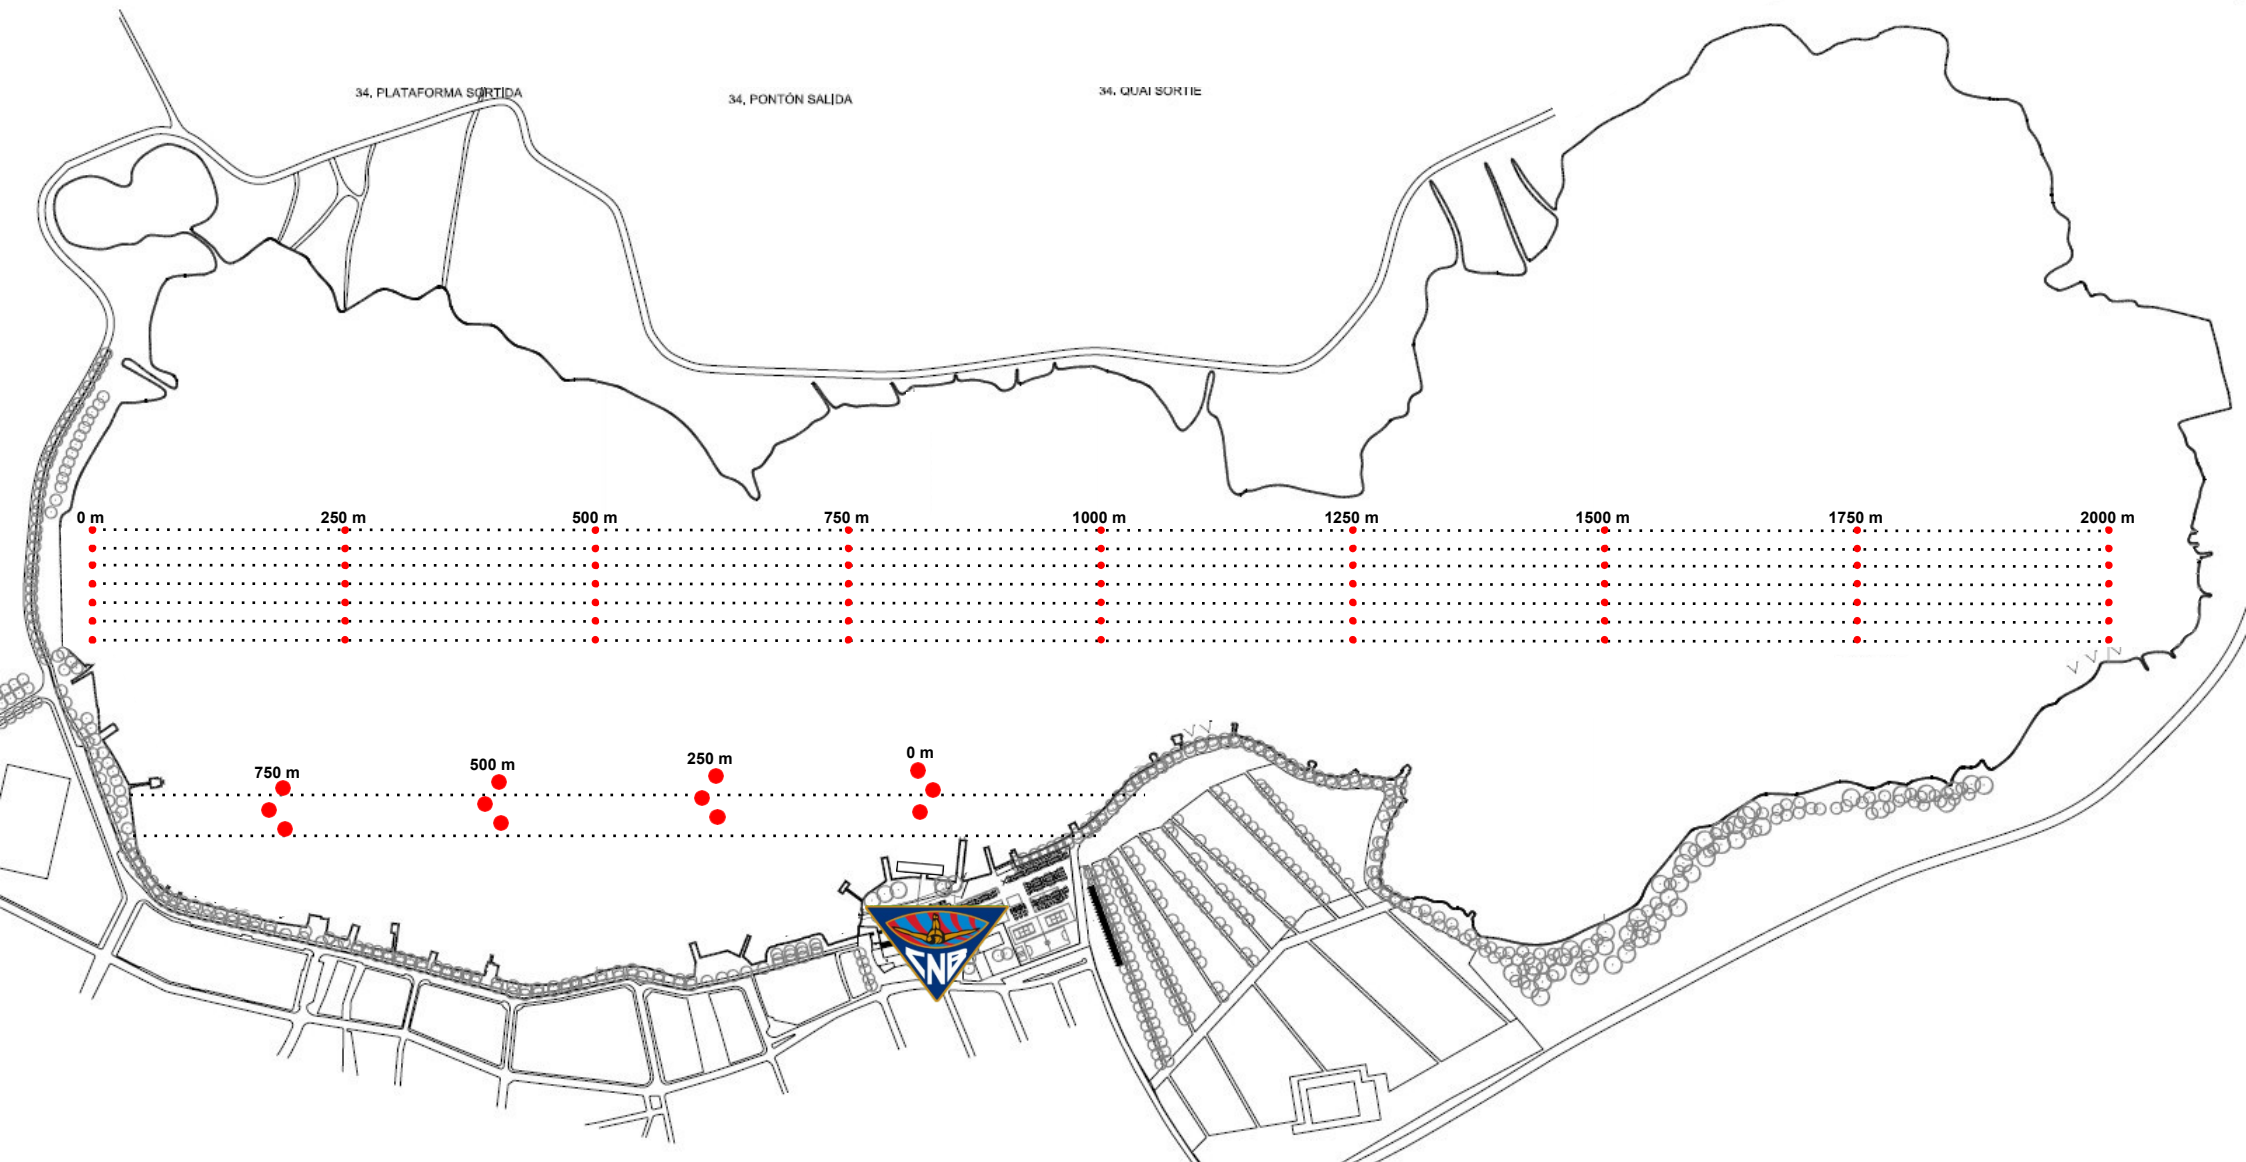 34, PLATAFORMA SORTIDA
34, PONTÓN SALIDA
34, QUAI SORTIE
0 m
250 m
500 m
750 m
1000 m
1250 m
1500 m
1750 m
2000 m
750 m
500 m
250 m
0 m
CNB